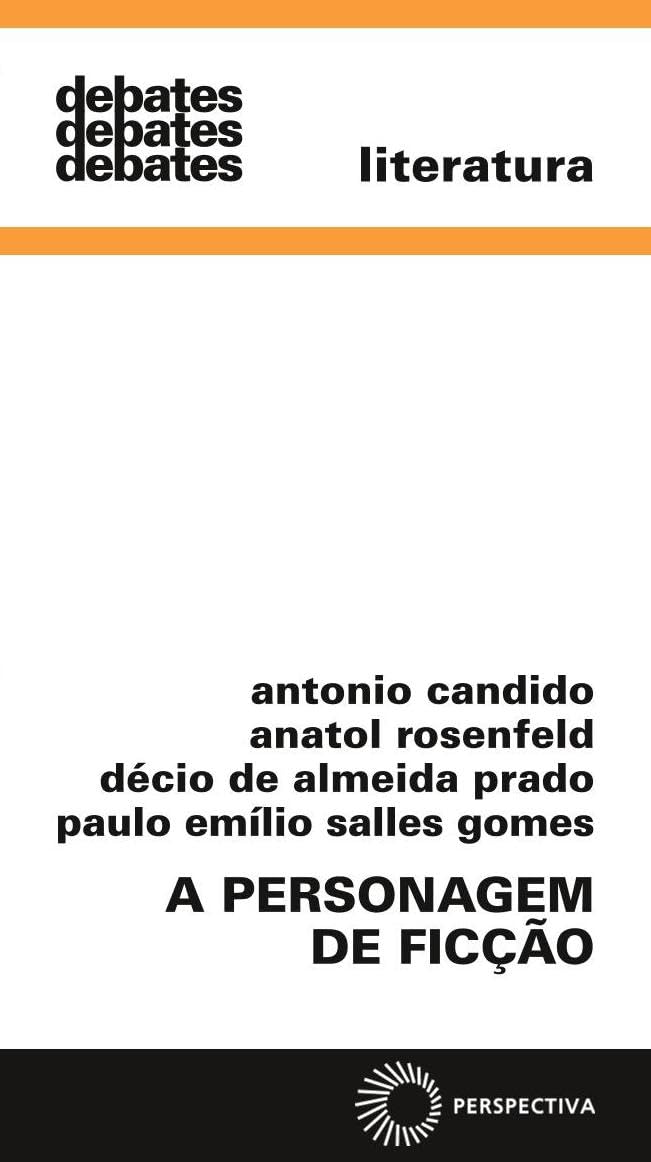 debates
debates
debates
literatura
antonio candido
anatol rosenfeld
décio de almeida prado
paulo emílio salles gomes
A PERSONAGEM
DE FICÇÃO
PERSPECTIVA